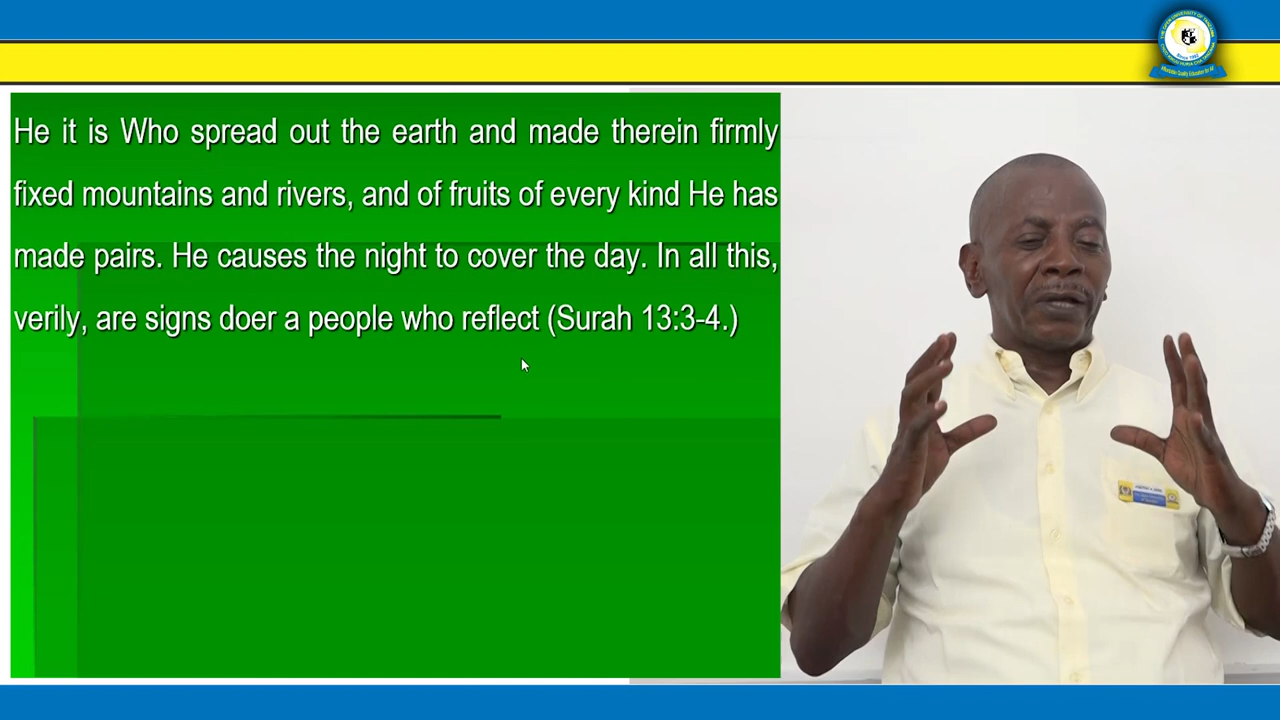 He it is Who spread out the earth and made therein firmly
fixed mountains and rivers, and of fruits of every kind He has
made pairs. He causes the night to cover the day. In all this,
verily, are signs doer a people who reflect (Surah 13:3-4.)